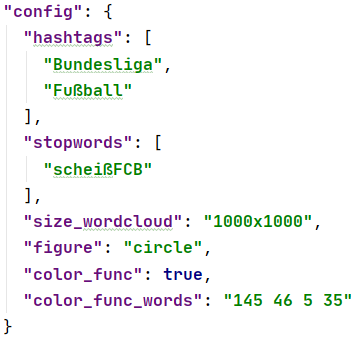 "config": {
"hashtags": [
"Bundesliga",
"Fußball"
],
"stopwords": [
"scheißFCB"
],
"size_wordcloud": "1000x1000",
"figure": "circle",
"color_func": true,
"color_func_words": "145 46 5 35"
}